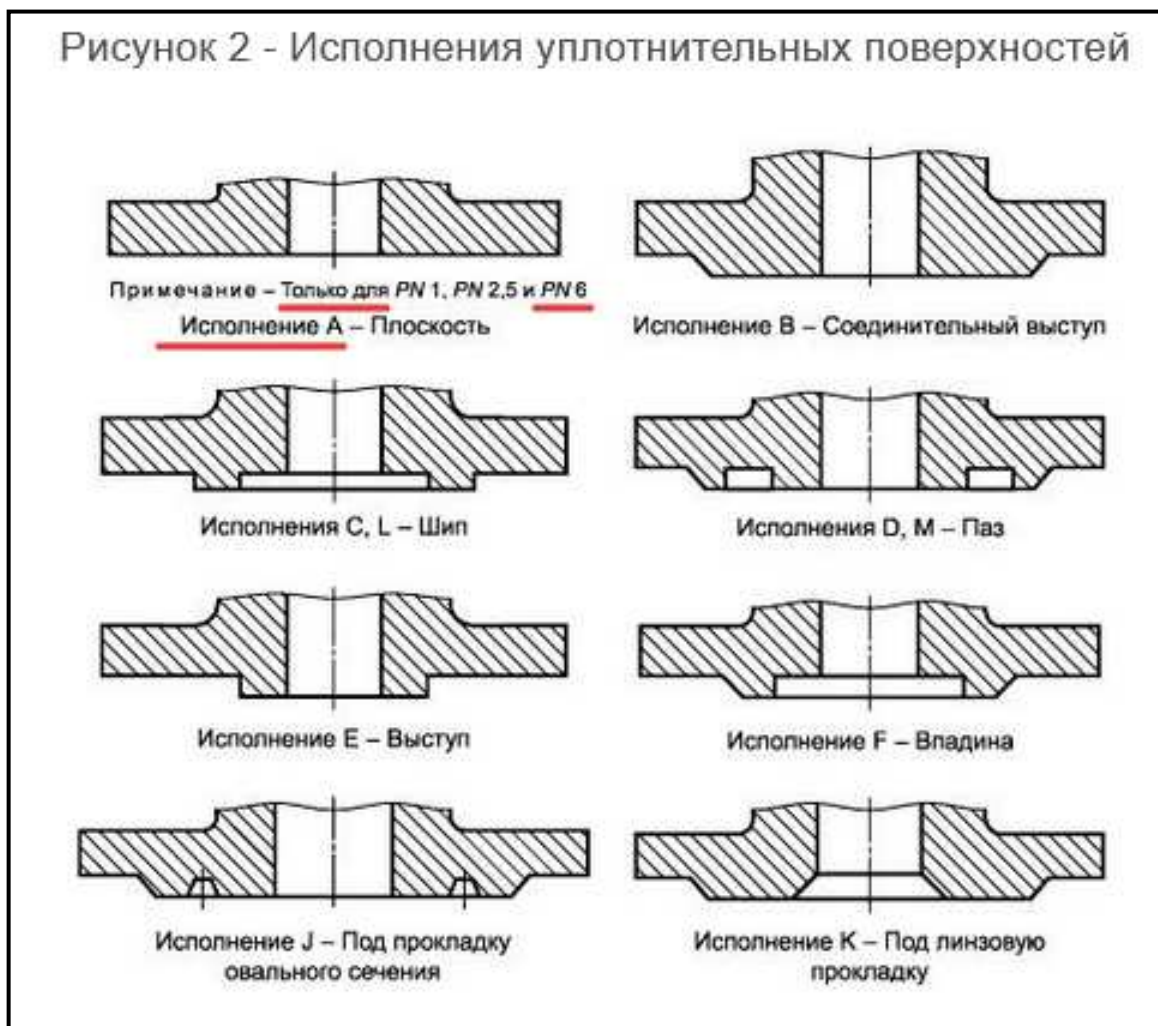 Рисунок 2 - Исполнения уплотнительных поверхностей
Примечание – Только для PN 1, PN 2,5 и PN 6
Исполнение A – Плоскость
Исполнение B – Соединительный выступ
Исполнения C, L – Шип
Исполнения D, M – Паз
Исполнение E – Выступ
Исполнение F – Впадина
Исполнение J – Под прокладку
овального сечения
Исполнение K – Под линзовую
прокладку